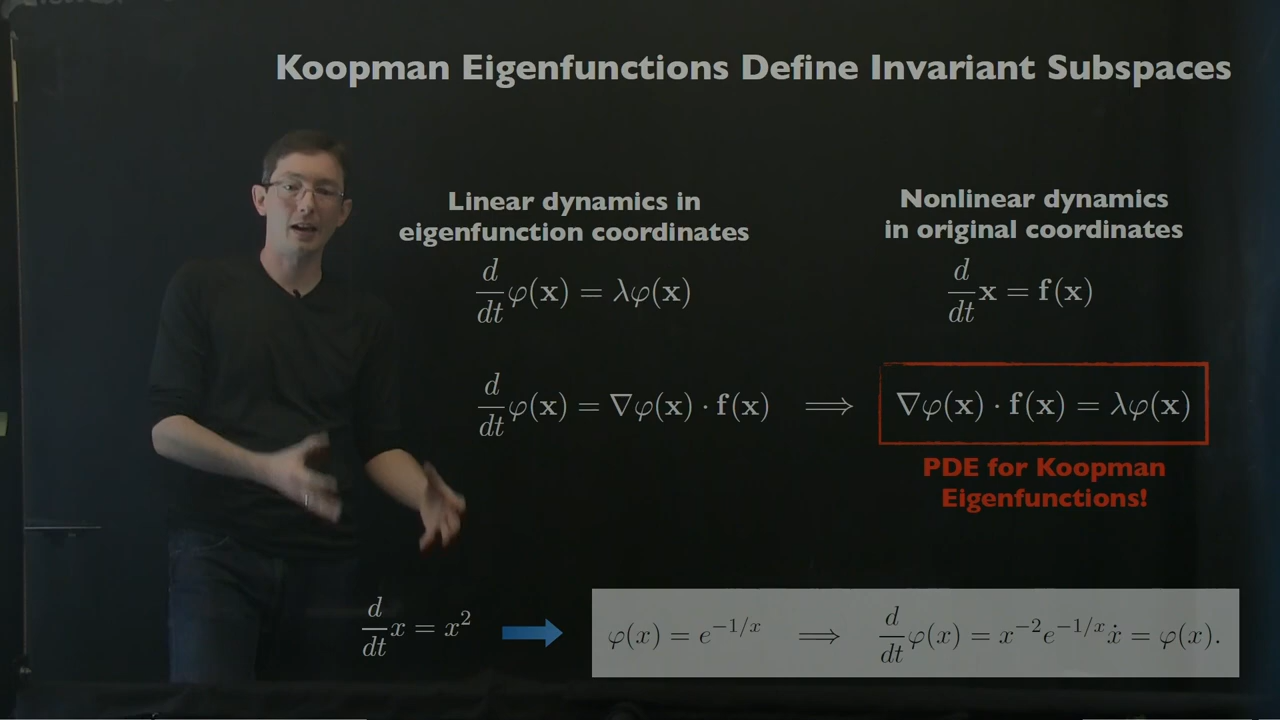 Koopman Eigenfunctions Define Invariant Subspaces
Linear dynamics in
eigenfunction coordinates
Nonlinear dynamics
in original coordinates
d/dt φ(x) = λφ(x)
d/dt x = f(x)
d/dt φ(x) = ∇φ(x) · f(x) ⟹ ∇φ(x) · f(x) = λφ(x)
PDE for Koopman
Eigenfunctions!
d/dt x = x² φ(x) = e^{-1/x} ⟹ d/dt φ(x) = x^{-2}e^{-1/x}ẋ = φ(x).